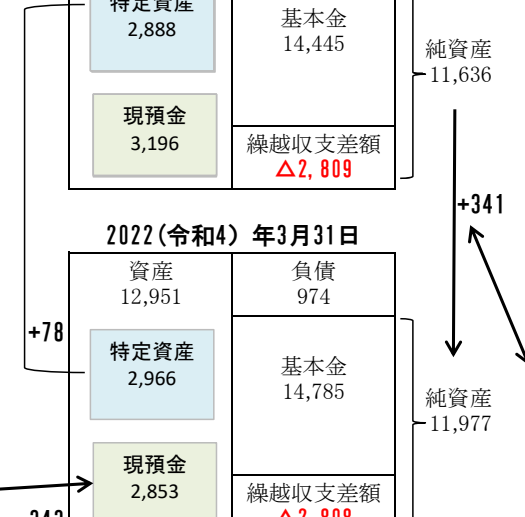 特定資産
2,888
基本金
14,445
純資産
11,636
現預金
3,196
繰越収支差額
△2,809
+341
2022(令和4)年3月31日
資産
12,951
負債
974
+78
特定資産
2,966
基本金
14,785
純資産
11,977
現預金
2,853
繰越収支差額